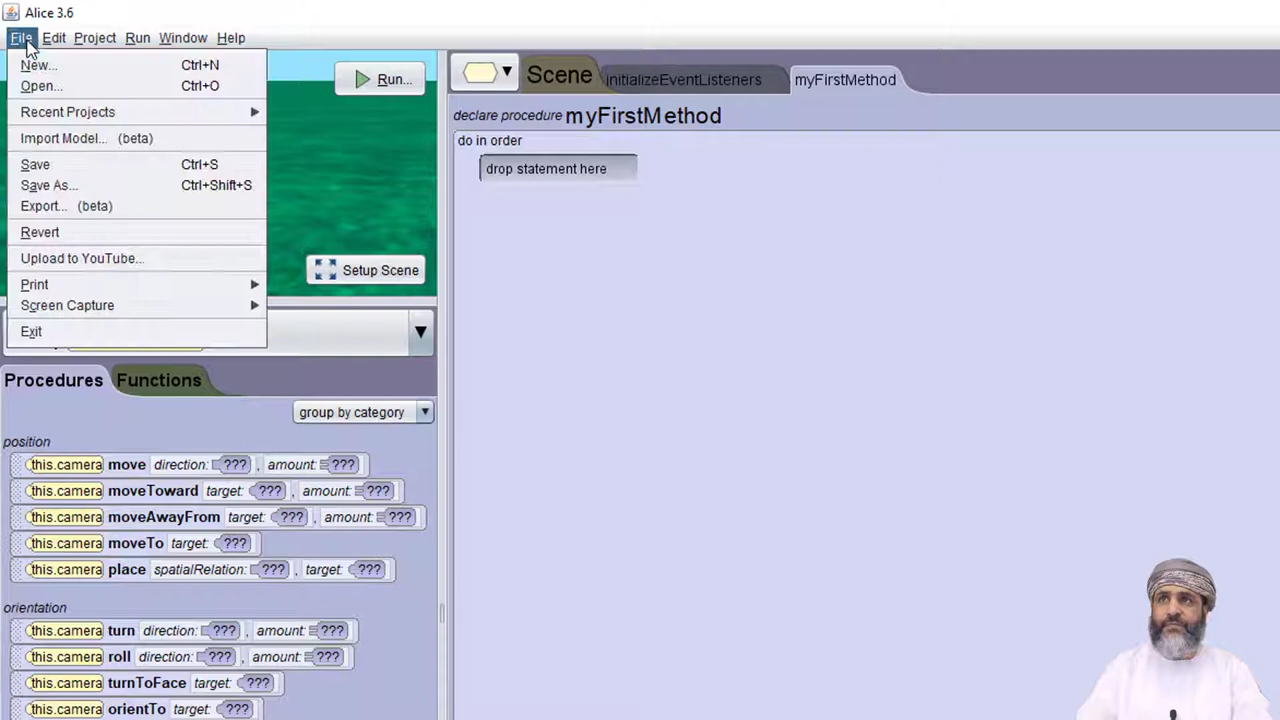 Alice 3.6
File Edit Project Run Window Help
New... Ctrl+N
Open... Ctrl+O
Recent Projects
Import Model... (beta)
Save Ctrl+S
Save As... Ctrl+Shift+S
Export... (beta)
Revert
Upload to YouTube...
Print
Screen Capture
Exit
Run...
Setup Scene
Procedures Functions
group by category
position
this.camera move direction: ??? , amount: ???
this.camera moveToward target: ??? , amount: ???
this.camera moveAwayFrom target: ??? , amount: ???
this.camera moveTo target: ???
this.camera place spatialRelation: ??? , target: ???
orientation
this.camera turn direction: ??? , amount: ???
this.camera roll direction: ??? , amount: ???
this.camera turnToFace target: ???
this.camera orientTo target: ???
Scene initializeEventListeners myFirstMethod
declare procedure myFirstMethod
do in order
drop statement here